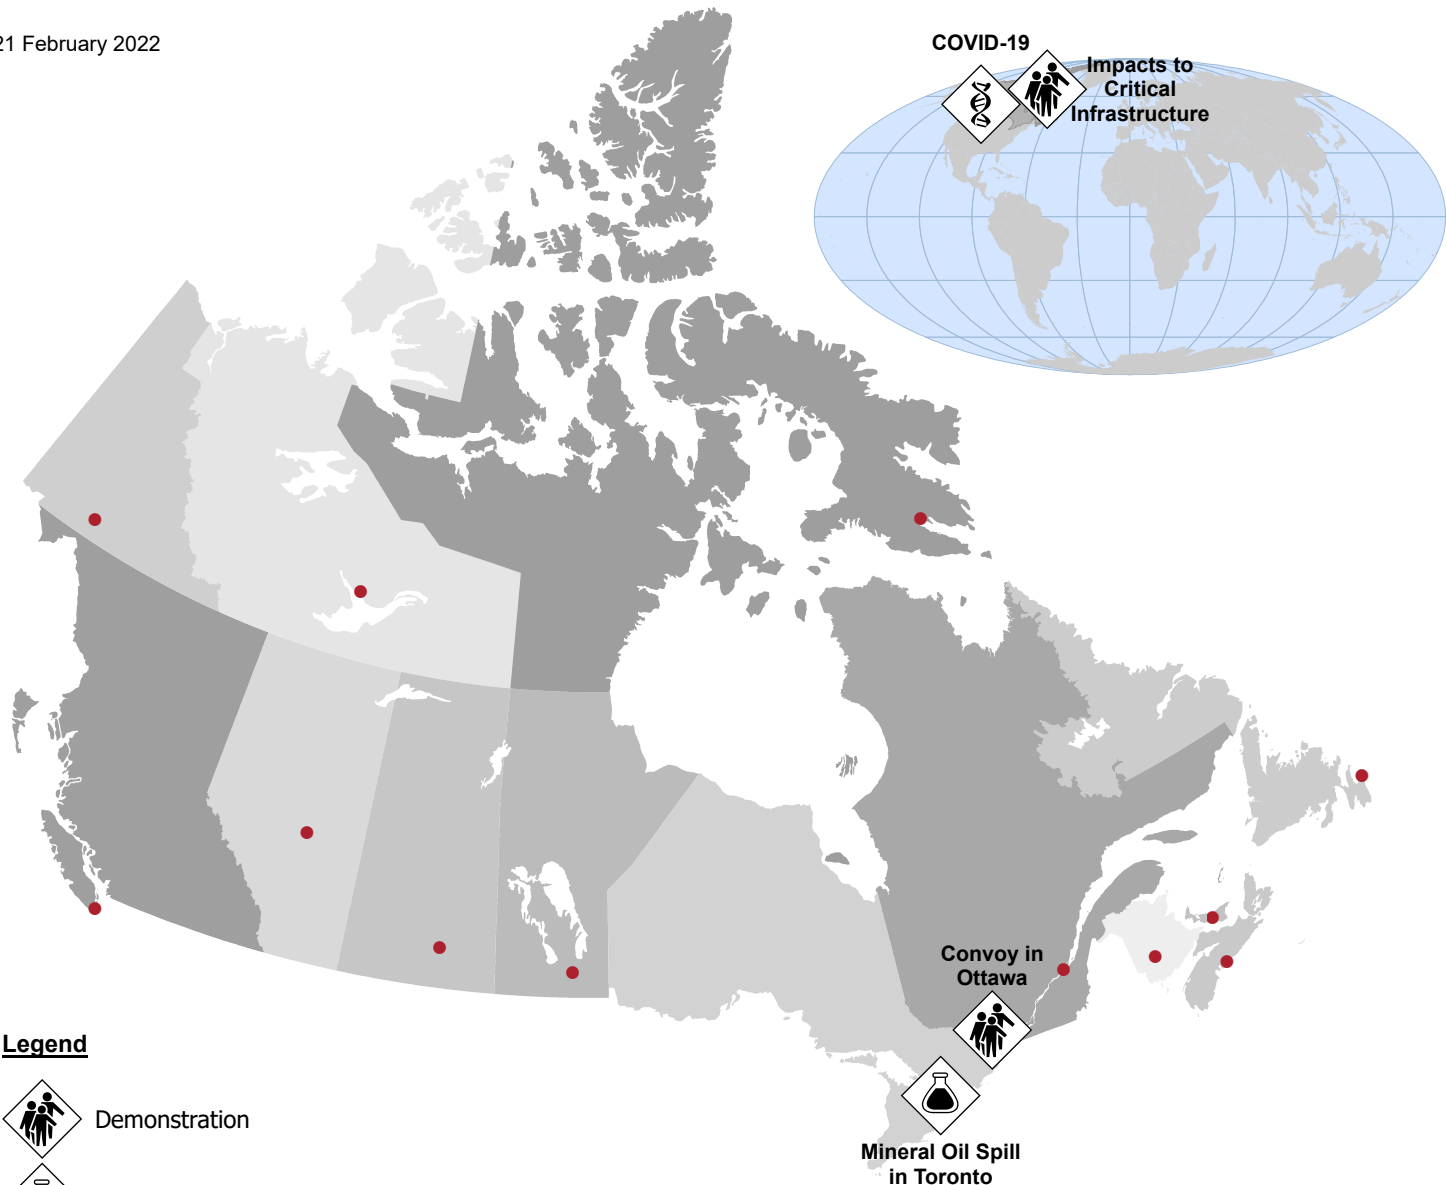 21 February 2022
COVID-19
Impacts to
Critical
Infrastructure
Convoy in
Ottawa
Mineral Oil Spill
in Toronto
Legend
Demonstration